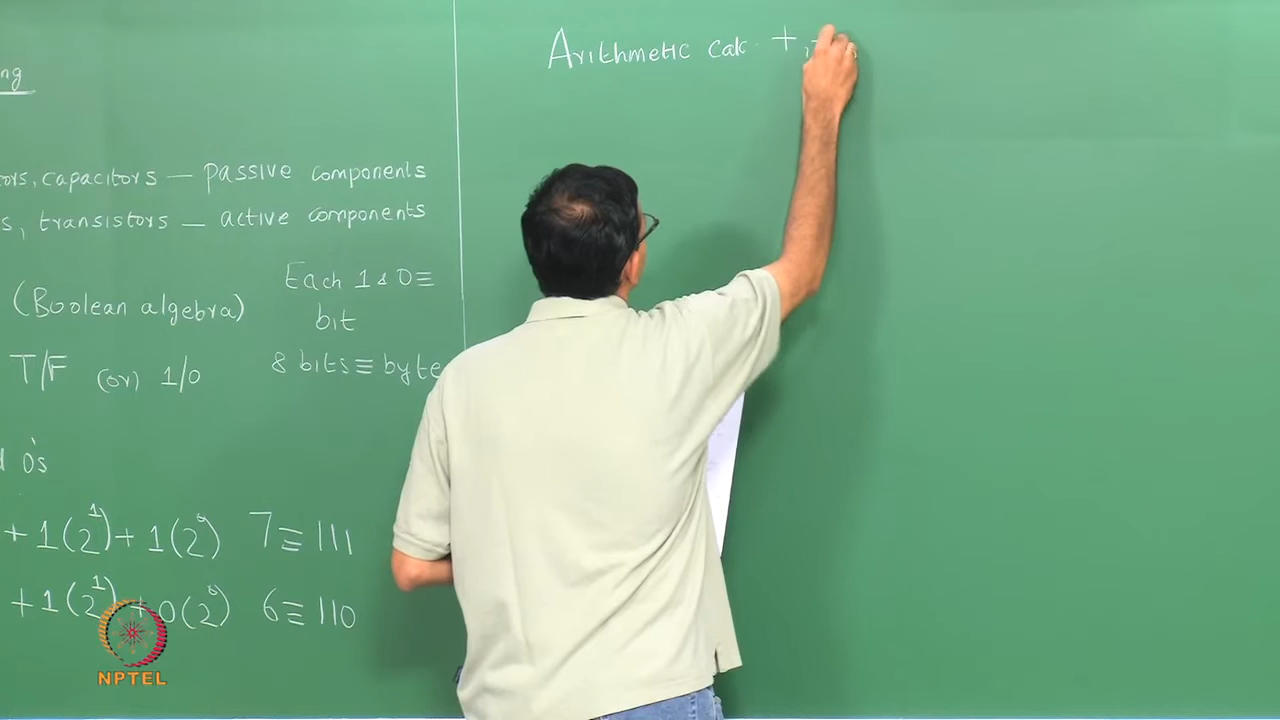 ng
ors, capacitors — passive components
s, transistors — active components
(Boolean algebra)
Each 1 & 0 ≡
bit
T/F (or) 1/0
8 bits ≡ byte
d 0's
+ 1(2¹) + 1(2⁰) 7 ≡ 111
+ 1(2¹) + 0(2⁰) 6 ≡ 110
Arithmetic calc. +, -
NPTEL